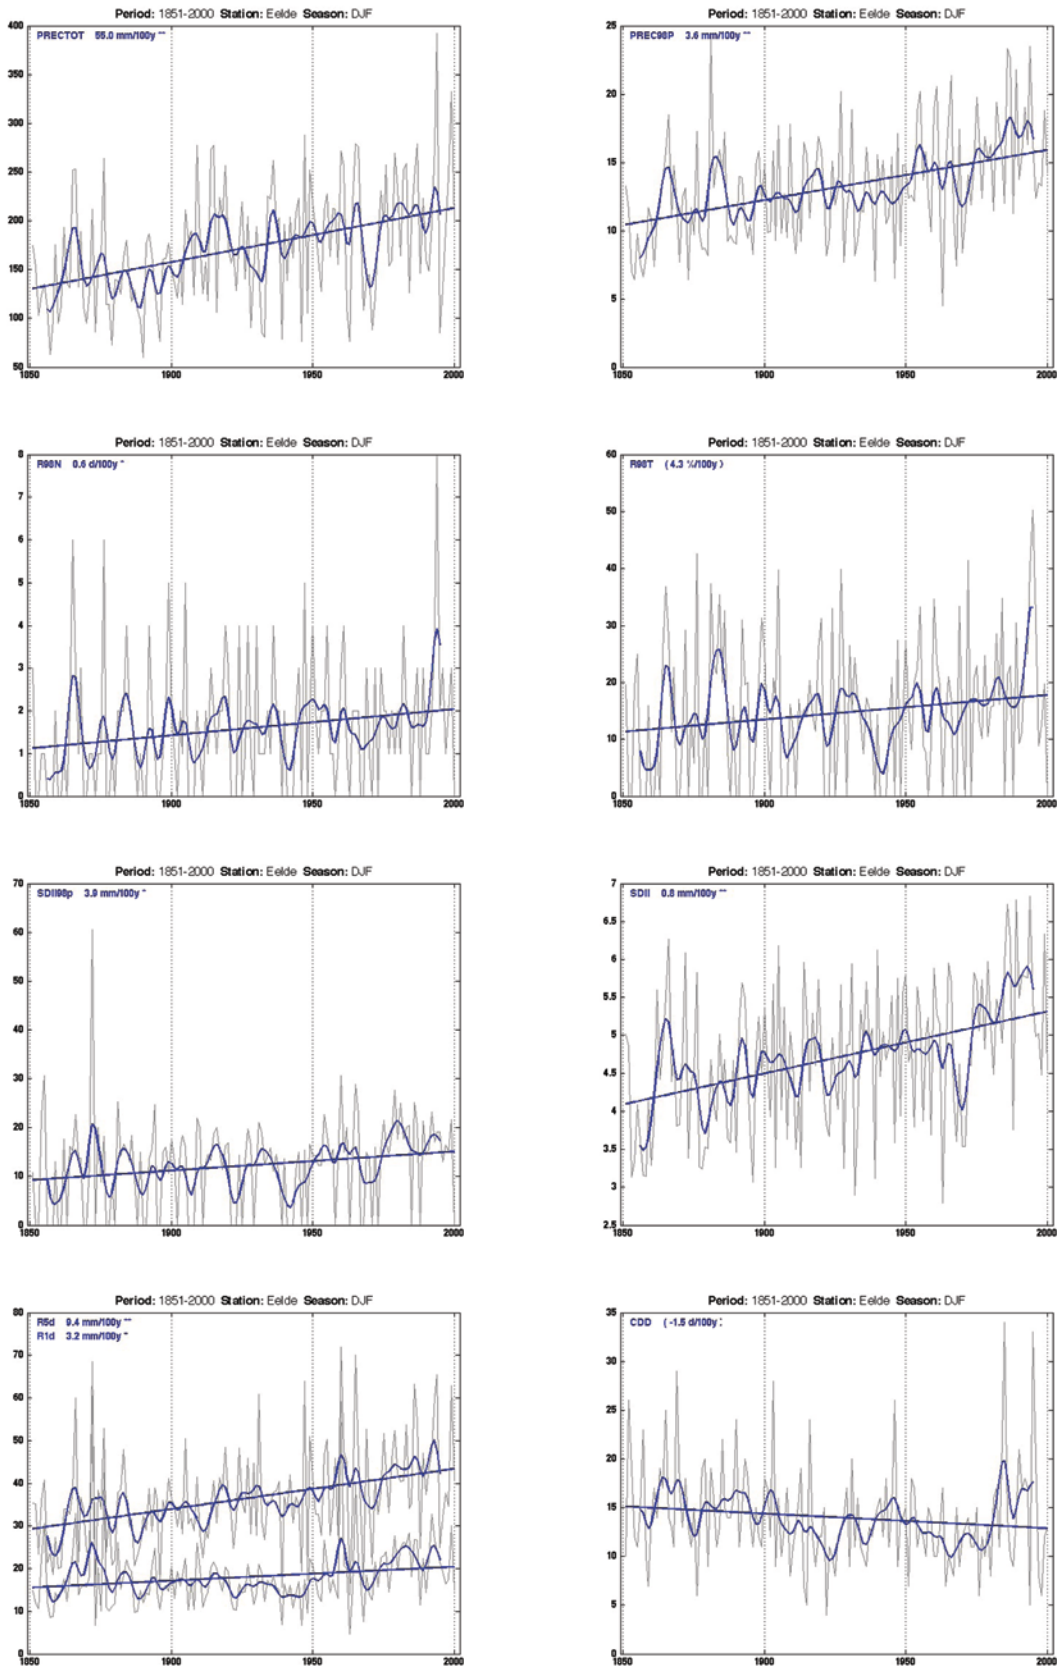 Period: 1851-2000 Station: Eelde Season: DJF
PRECTOT 55.0 mm/100y **
400
350
300
250
200
150
100
50
1850 1900 1950 2000
Period: 1851-2000 Station: Eelde Season: DJF
PREC98P 3.6 mm/100y **
25
20
15
10
5
0
1850 1900 1950 2000
Period: 1851-2000 Station: Eelde Season: DJF
R98N 0.6 d/100y *
8
7
6
5
4
3
2
1
0
1850 1900 1950 2000
Period: 1851-2000 Station: Eelde Season: DJF
R98T ( 4.3 %/100y )
60
50
40
30
20
10
0
1850 1900 1950 2000
Period: 1851-2000 Station: Eelde Season: DJF
SDII98p 3.9 mm/100y *
70
60
50
40
30
20
10
0
1850 1900 1950 2000
Period: 1851-2000 Station: Eelde Season: DJF
SDII 0.8 mm/100y **
7
6.5
6
5.5
5
4.5
4
3.5
3
2.5
1850 1900 1950 2000
Period: 1851-2000 Station: Eelde Season: DJF
R5d 9.4 mm/100y **
R1d 3.2 mm/100y *
80
70
60
50
40
30
20
10
0
1850 1900 1950 2000
Period: 1851-2000 Station: Eelde Season: DJF
CDD ( -1.5 d/100y )
35
30
25
20
15
10
5
0
1850 1900 1950 2000